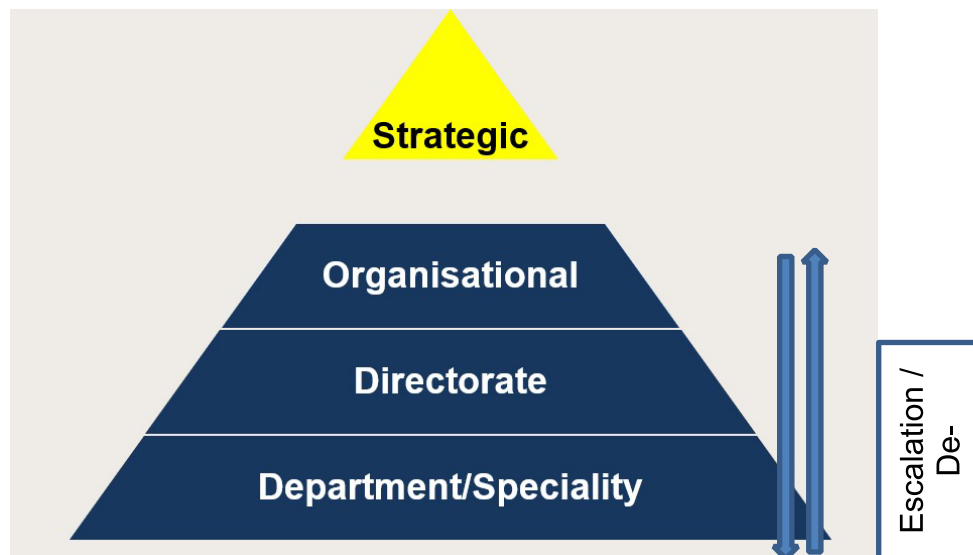 Strategic
Organisational
Directorate
Department/Speciality
Escalation /
De-